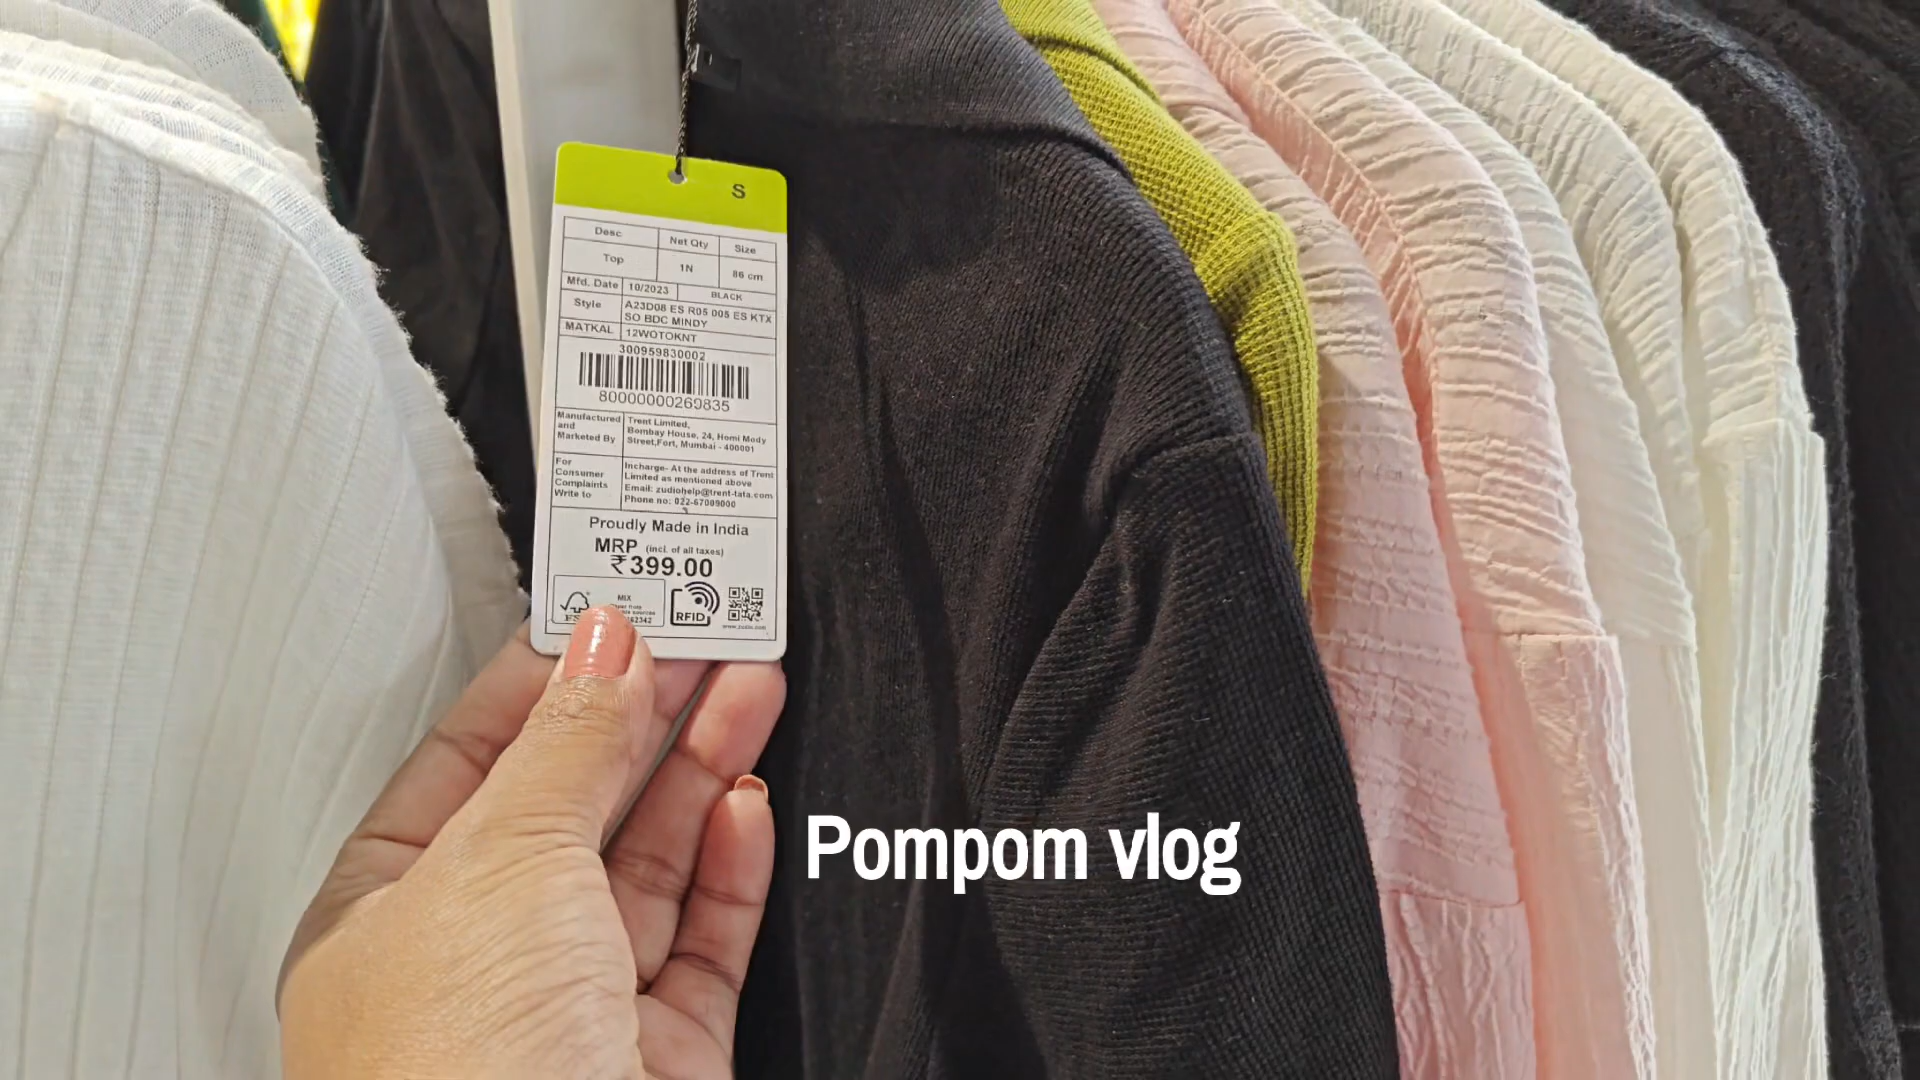 S
Desc Net Qty Size
Top 1N 86 cm
Mfd. Date 10/2023 BLACK
Style A23D08 ES R05 005 ES KTX
SO BDC MINDY
MATKAL 12WOTOKNT
300959830002
80000000269835
Manufactured and Marketed By
Trent Limited,
Bombay House, 24, Homi Mody
Street,Fort, Mumbai - 400001
For Consumer Complaints Write to
Incharge- At the address of Trent
Limited as mentioned above
Email: zudiohelp@trent-tata.com
Phone no: 022-67009000
Proudly Made in India
MRP (incl. of all taxes)
₹399.00
MIX
RFID
www.zudio.com
Pompom vlog